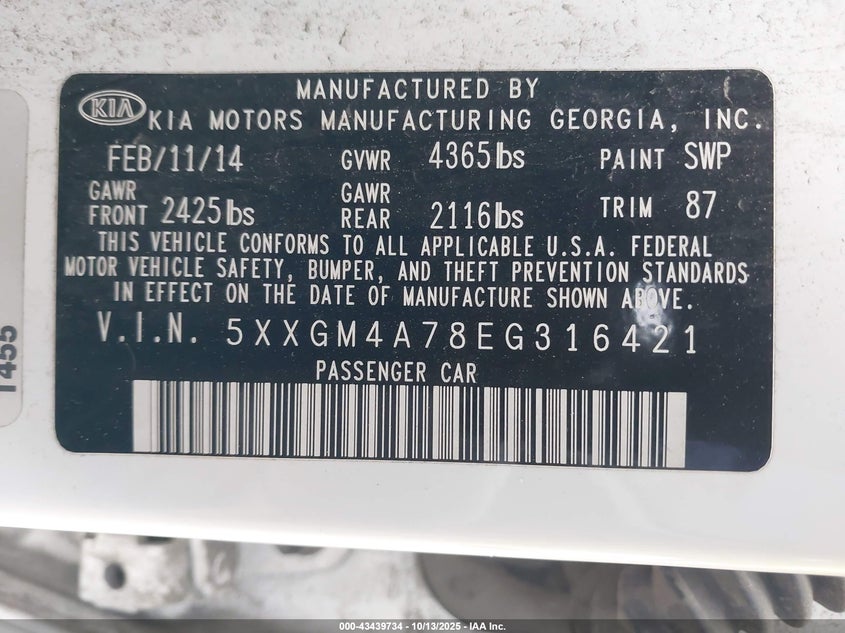 MANUFACTURED BY
KIA KIA MOTORS MANUFACTURING GEORGIA, INC.
FEB/11/14 GVWR 4365lbs PAINT SWP
GAWR FRONT 2425lbs GAWR REAR 2116lbs TRIM 87
THIS VEHICLE CONFORMS TO ALL APPLICABLE U.S.A. FEDERAL
MOTOR VEHICLE SAFETY, BUMPER, AND THEFT PREVENTION STANDARDS
IN EFFECT ON THE DATE OF MANUFACTURE SHOWN ABOVE.
V.I.N. 5XXGM4A78EG316421
PASSENGER CAR
1455
000-43439734 - 10/13/2025 - IAA Inc.